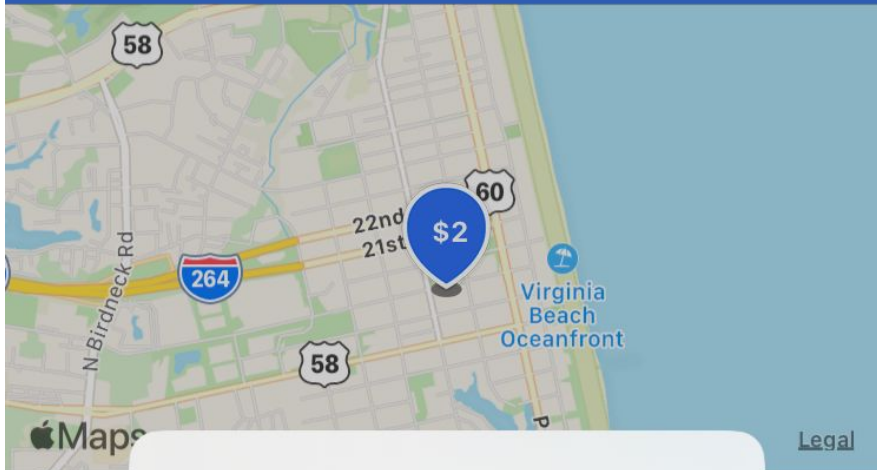 58
60
22nd
21st
$2
264
N Birdneck Rd
Virginia
Beach
Oceanfront
58
P
Maps
Legal